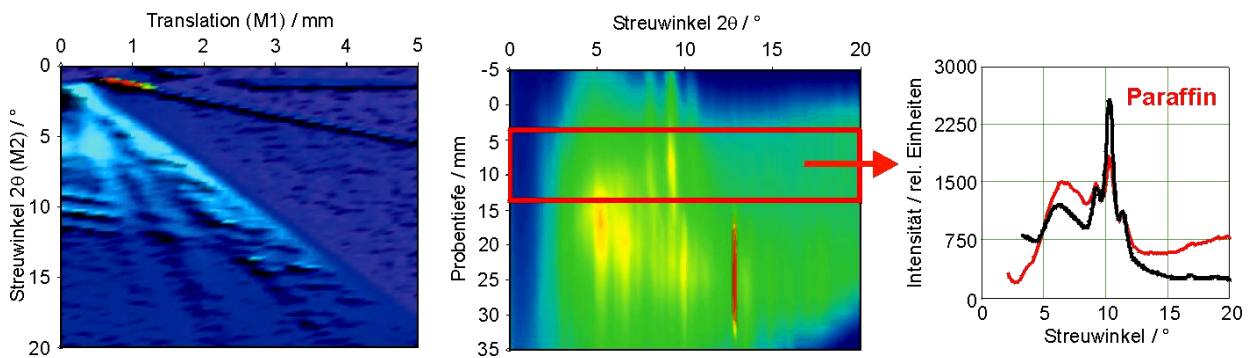 Translation (M1) / mm
0 1 2 3 4 5
Streuwinkel 2θ (M2) / °
0
5
10
15
20
Streuwinkel 2θ / °
0 5 10 15 20
Probentiefe / mm
-5
0
5
10
15
20
25
30
35
Intensität / rel. Einheiten
3000
2250
1500
750
0
Paraffin
0 5 10 15 20
Streuwinkel / °